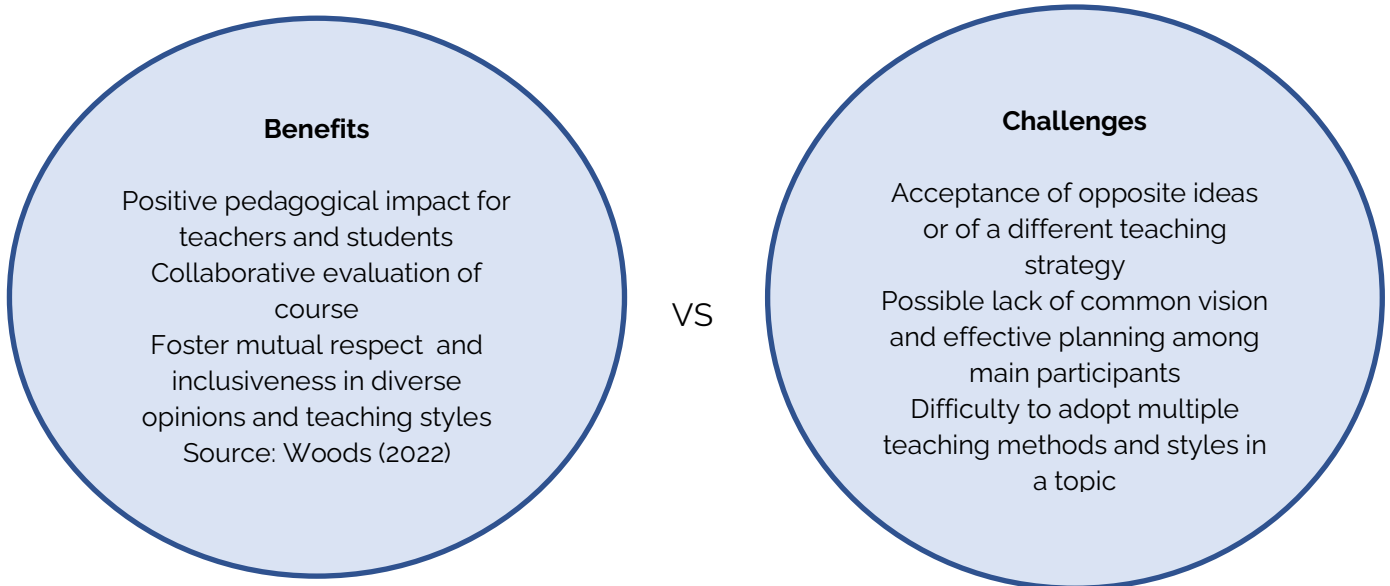 Benefits
Positive pedagogical impact for
teachers and students
Collaborative evaluation of
course
Foster mutual respect  and
inclusiveness in diverse
opinions and teaching styles
Source: Woods (2022)
VS
Challenges
Acceptance of opposite ideas
or of a different teaching
strategy
Possible lack of common vision
and effective planning among
main participants
Difficulty to adopt multiple
teaching methods and styles in
a topic